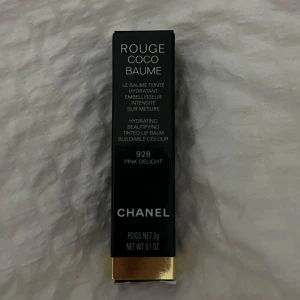 ROUGE
COCO
BAUME
LE BAUME TEINTÉ
HYDRATANT
EMBELLISSEUR
INTENSITÉ
SUR MESURE
HYDRATING
BEAUTIFYING
TINTED LIP BALM
BUILDABLE COLOUR
928
PINK DELIGHT
CHANEL
POIDS NET 3g
NET WT. 0.1 OZ.